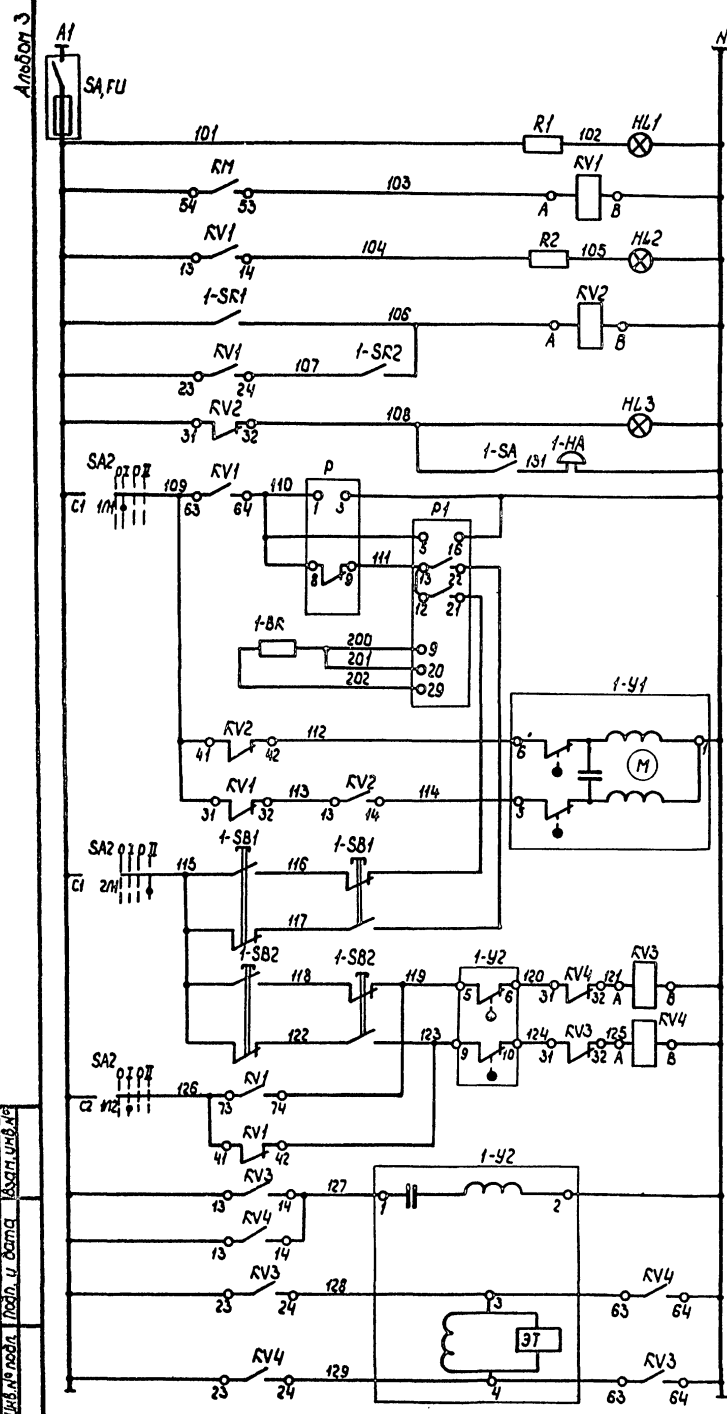 Альбом 3
A1 N
SA,FU
101 R1 102 HL1
KM 103 KV1
54 53 A B
KV1 104 R2 105 HL2
13 14
1-SK1 106 KV2
A B
KV1 107 1-SK2
23 24
KV2 108 HL3
31 32
1-SA 131 1-HA
SA2 0 I 0 II 109 KV1 110 P
C1 1/H 63 64 1 3
P1
5 16
8 9 111 13 22
12 21
1-BK 200 9
201 20
202 29
1-У1
KV2 112 6 1
41 42
M
KV1 113 KV2 114 3
31 32 13 14
SA2 0 I 0 II 115 1-SB1 116 1-SB1
C1 2/H
117
1-SB2 118 1-SB2 119 1-У2 120 KV4 121 KV3
5 6 31 32 A B
122 123 124 KV3 125 KV4
9 10 31 32 A B
SA2 0 I 0 II 126 KV1
C2 1/12 73 74
KV1
41 42
1-У2
KV3 127
13 14 1 2
KV4
13 14
KV3 128 3 KV4
23 24 63 64
ЭТ
KV4 129 4 KV3
23 24 63 64
Взам.инв.№
Подп. и дата
Инв.№ подл.